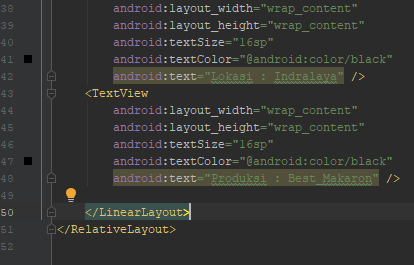 38 android:layout_width="wrap_content"
39 android:layout_height="wrap_content"
40 android:textSize="16sp"
41 android:textColor="@android:color/black"
42 android:text="Lokasi : Indralaya" />
43 <TextView
44 android:layout_width="wrap_content"
45 android:layout_height="wrap_content"
46 android:textSize="16sp"
47 android:textColor="@android:color/black"
48 android:text="Produksi : Best_Makaron" />
49
50 </LinearLayout>
51 </RelativeLayout>
52